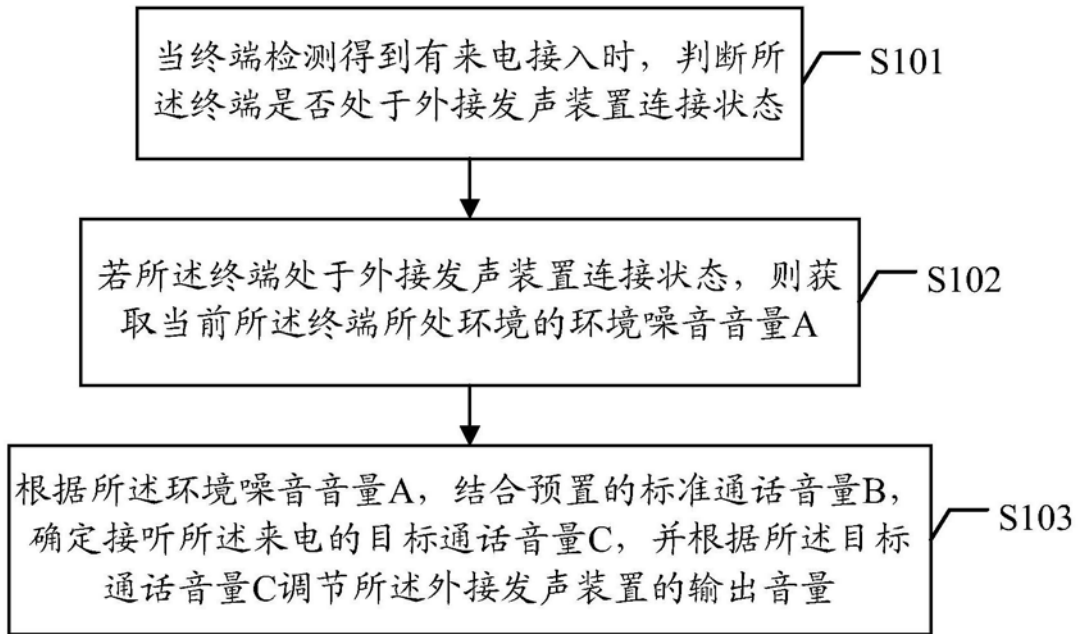 当终端检测得到有来电接入时，判断所
述终端是否处于外接发声装置连接状态
S101
若所述终端处于外接发声装置连接状态，则获
取当前所述终端所处环境的环境噪音音量A
S102
根据所述环境噪音音量A，结合预置的标准通话音量B，
确定接听所述来电的目标通话音量C，并根据所述目标
通话音量C调节所述外接发声装置的输出音量
S103